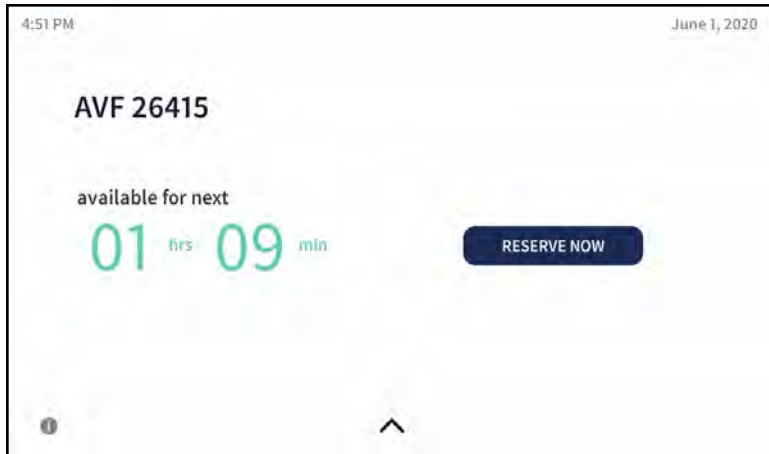 4:51 PM June 1, 2020
AVF 26415
available for next
01 hrs 09 min
RESERVE NOW